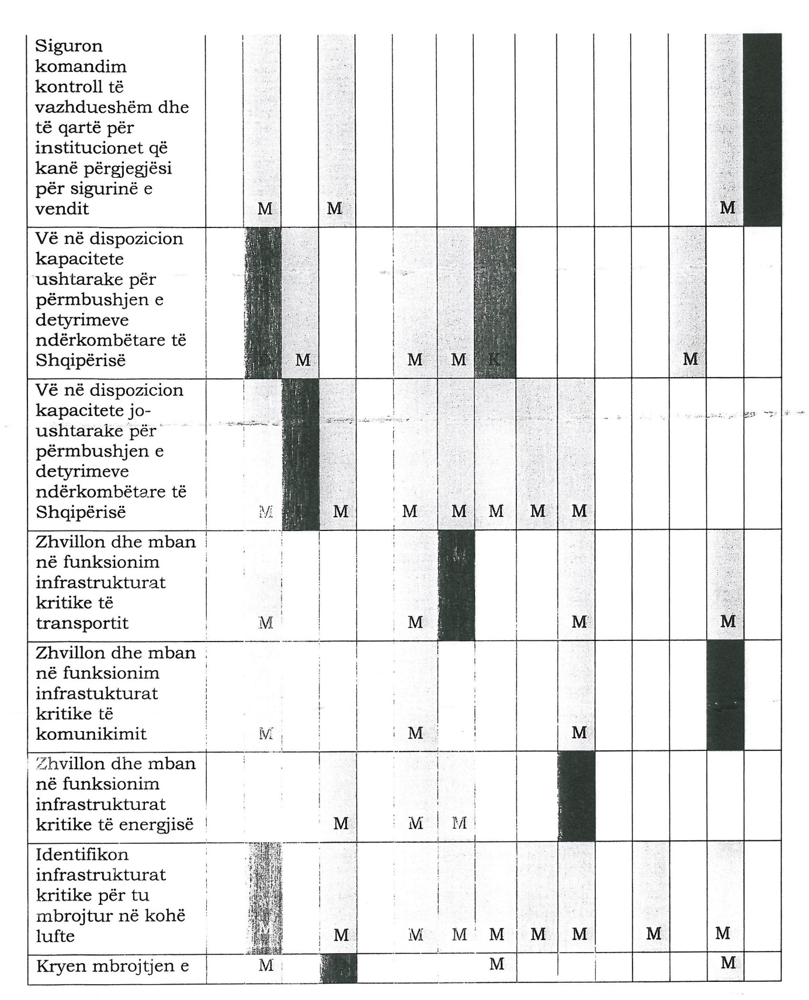 Siguron
komandim
kontroll të
vazhdueshëm dhe
të qartë për
institucionet që
kanë përgjegjësi
për sigurinë e
vendit M M M
Vë në dispozicion
kapacitete
ushtarake për
përmbushjen e
detyrimeve
ndërkombëtare të
Shqipërisë M M M K M
Vë në dispozicion
kapacitete jo-
ushtarake për
përmbushjen e
detyrimeve
ndërkombëtare të
Shqipërisë M M M M M M M
Zhvillon dhe mban
në funksionim
infrastrukturat
kritike të
transportit M M M M
Zhvillon dhe mban
në funksionim
infrastukturat
kritike të
komunikimit M M M
Zhvillon dhe mban
në funksionim
infrastrukturat
kritike të energjisë M M M
Identifikon
infrastrukturat
kritike për tu
mbrojtur në kohë
lufte M M M M M M M M M
Kryen mbrojtjen e M M M